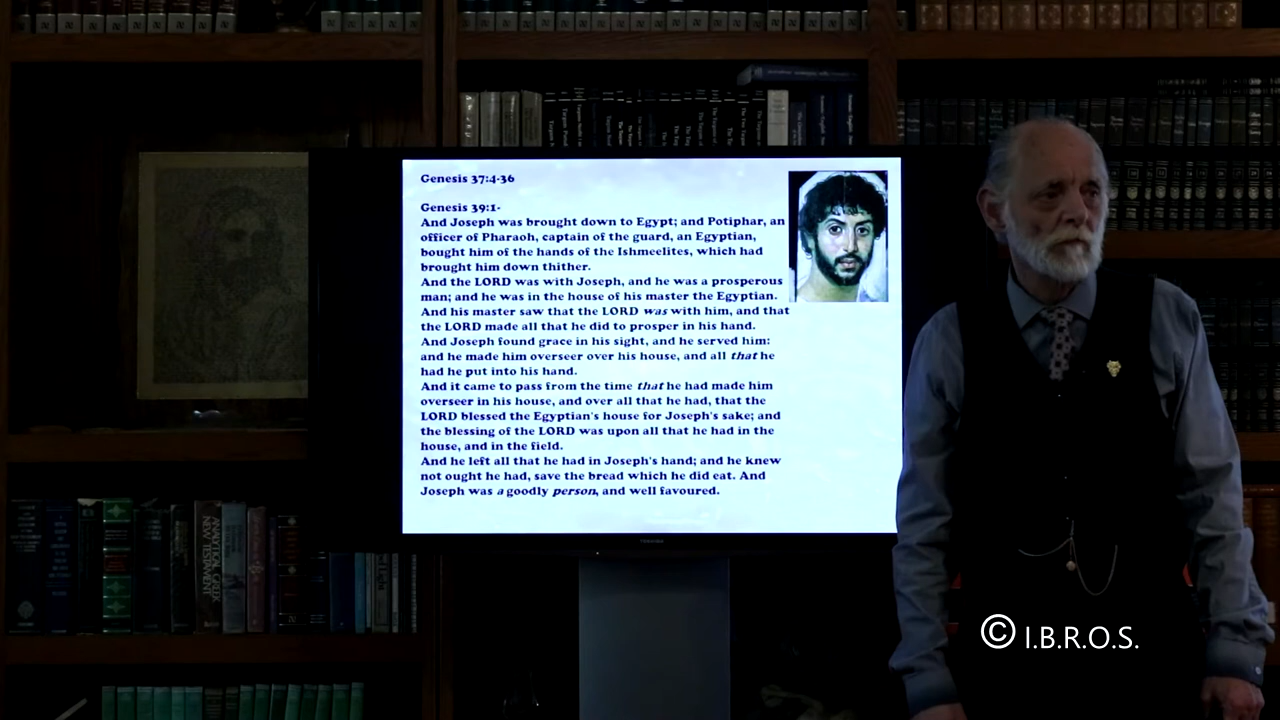 Genesis 37:4-36
Genesis 39:1-
And Joseph was brought down to Egypt; and Potiphar, an
officer of Pharaoh, captain of the guard, an Egyptian,
bought him of the hands of the Ishmeelites, which had
brought him down thither.
And the LORD was with Joseph, and he was a prosperous
man; and he was in the house of his master the Egyptian.
And his master saw that the LORD was with him, and that
the LORD made all that he did to prosper in his hand.
And Joseph found grace in his sight, and he served him:
and he made him overseer over his house, and all that he
had he put into his hand.
And it came to pass from the time that he had made him
overseer in his house, and over all that he had, that the
LORD blessed the Egyptian's house for Joseph's sake; and
the blessing of the LORD was upon all that he had in the
house, and in the field.
And he left all that he had in Joseph's hand; and he knew
not ought he had, save the bread which he did eat. And
Joseph was a goodly person, and well favoured.
TOSHIBA
ANALYTICAL GREEK
NEW TESTAMENT
© I.B.R.O.S.